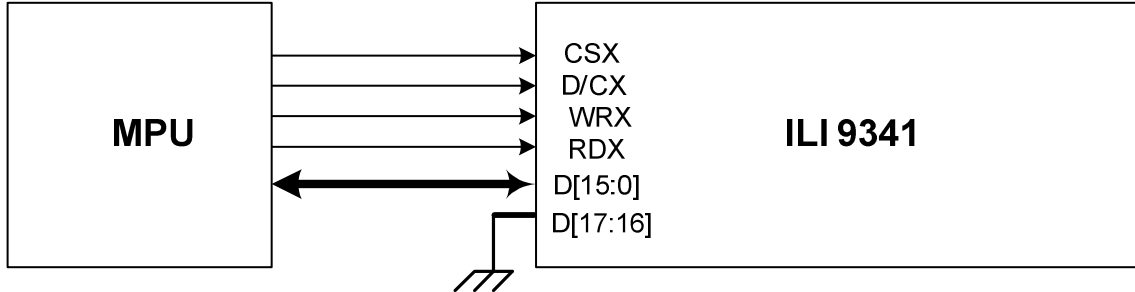 MPU
CSX
D/CX
WRX
RDX
D[15:0]
D[17:16]
ILI 9341